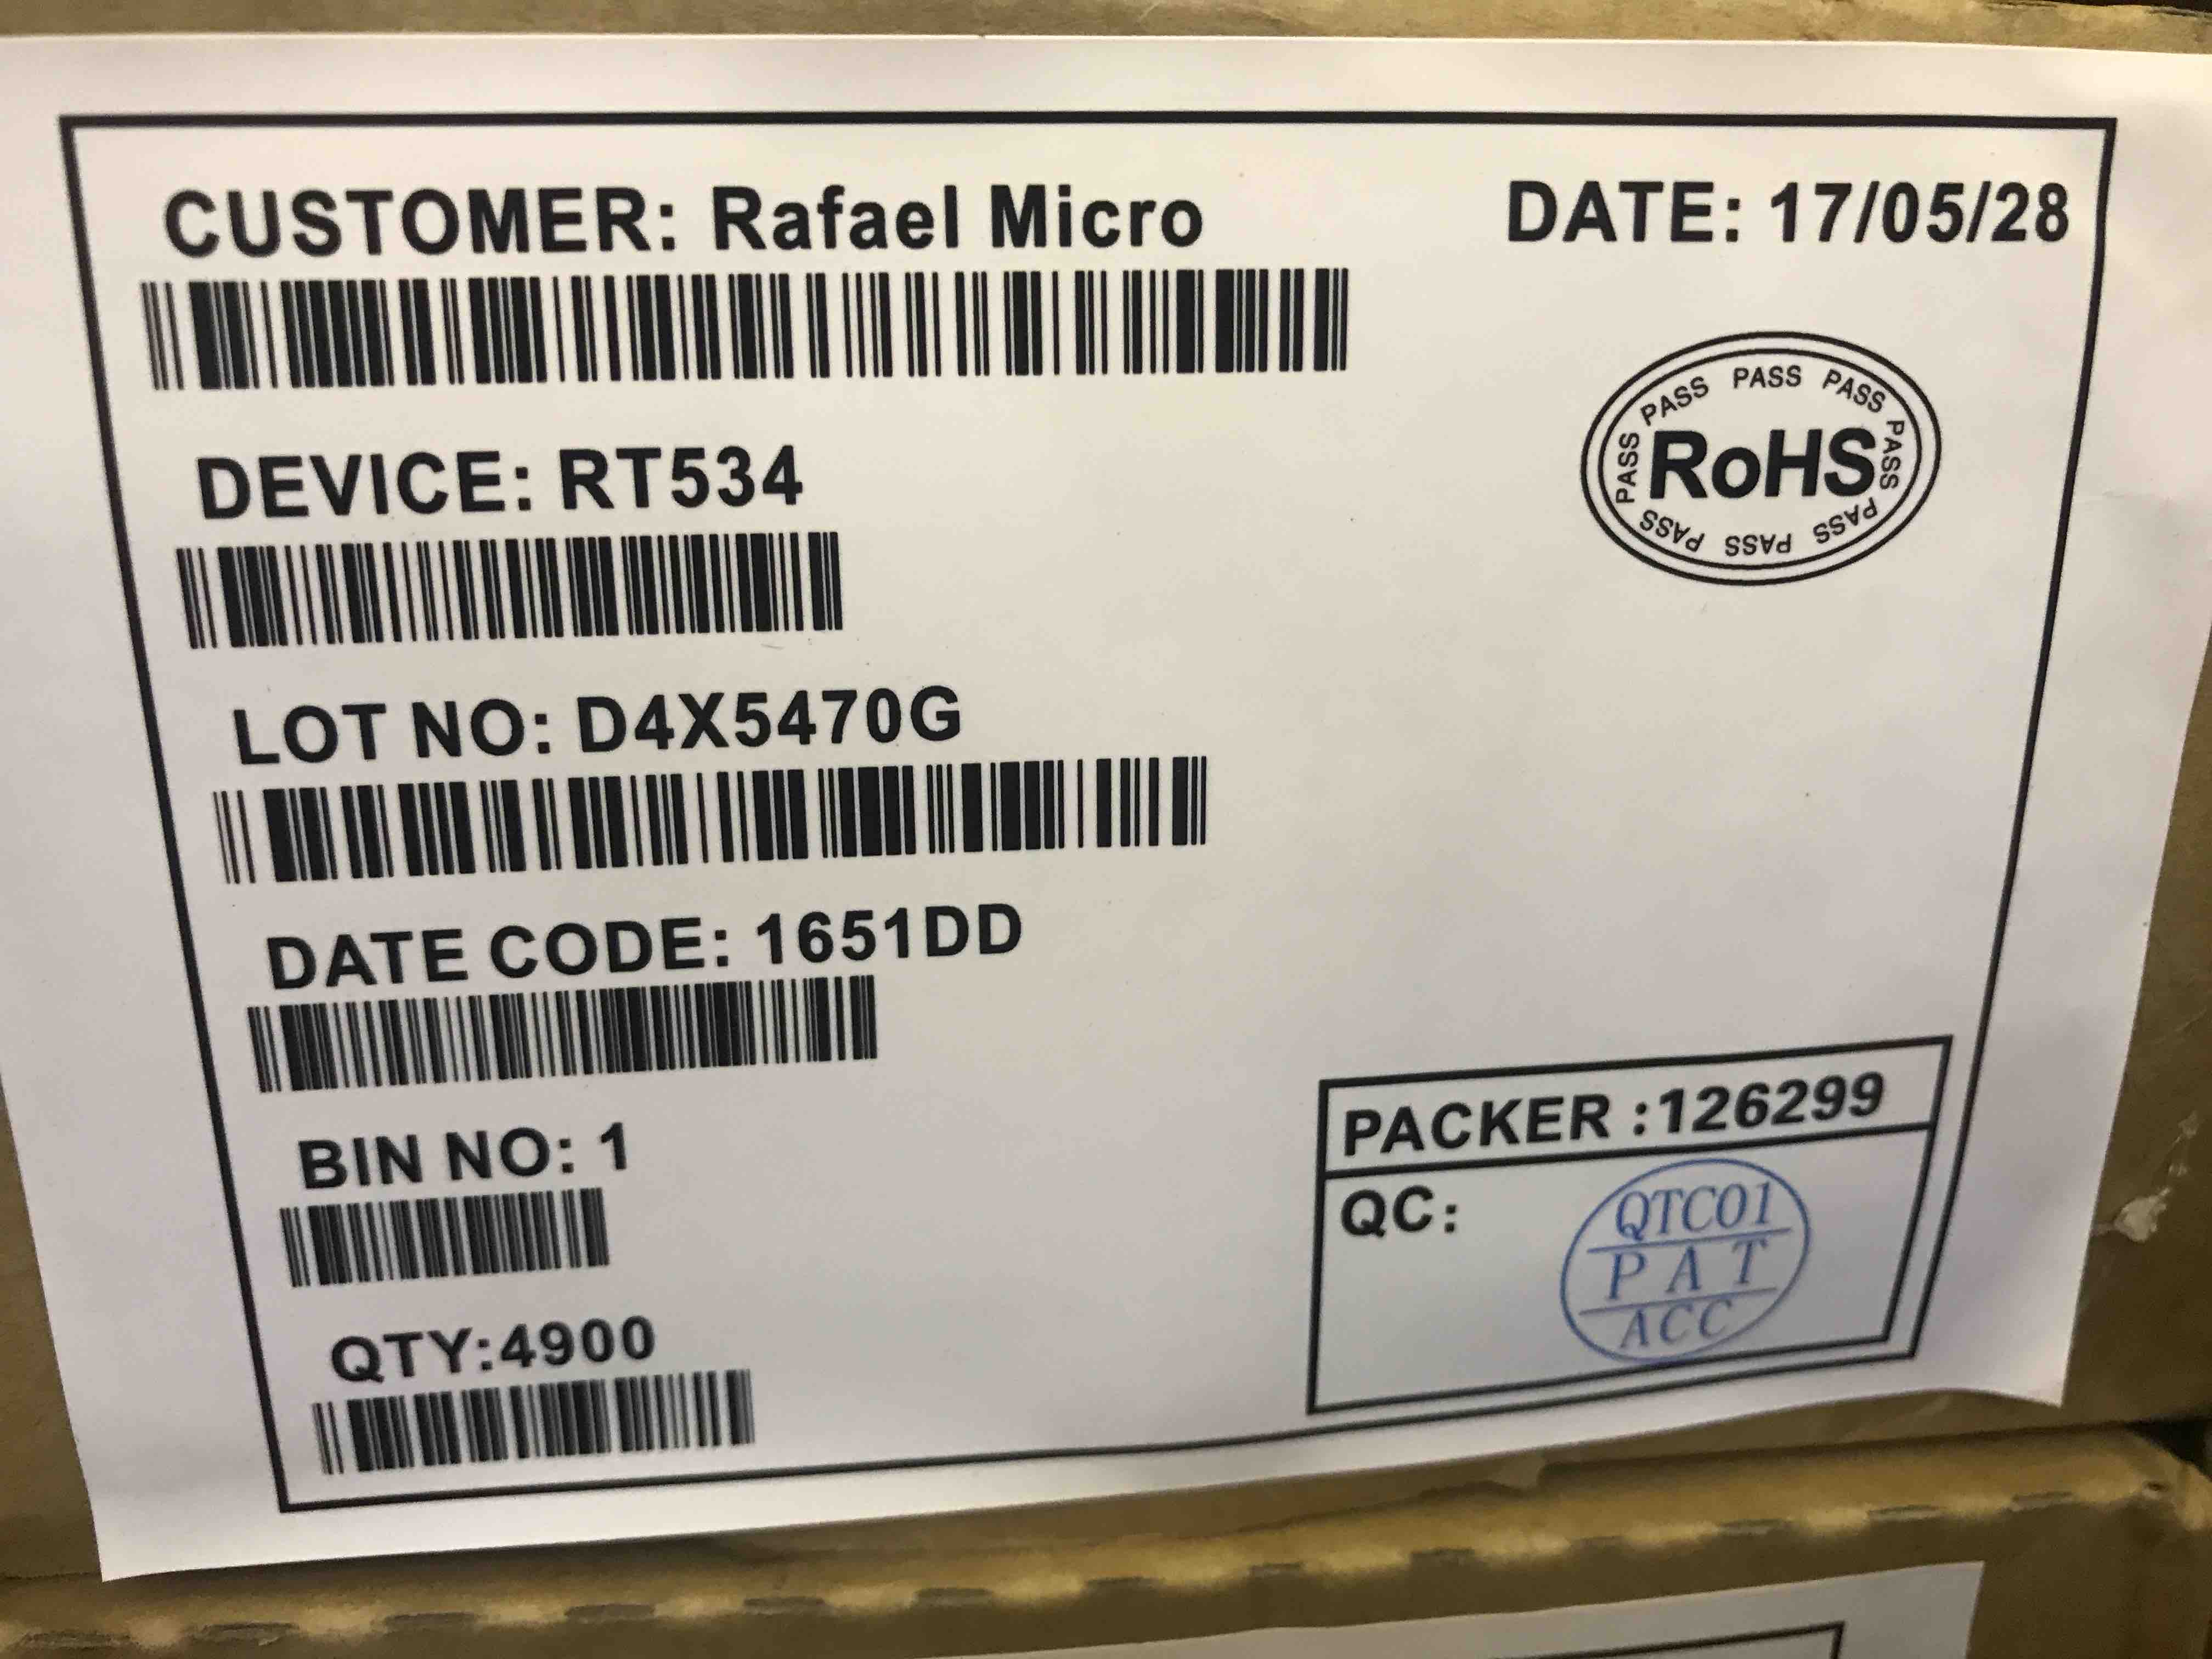 CUSTOMER: Rafael Micro
DATE: 17/05/28
PASS PASS PASS PASS PASS PASS PASS PASS
RoHS
DEVICE: RT534
LOT NO: D4X5470G
DATE CODE: 1651DD
BIN NO: 1
QTY:4900
PACKER :126299
QC:
QTC01
PAT
ACC